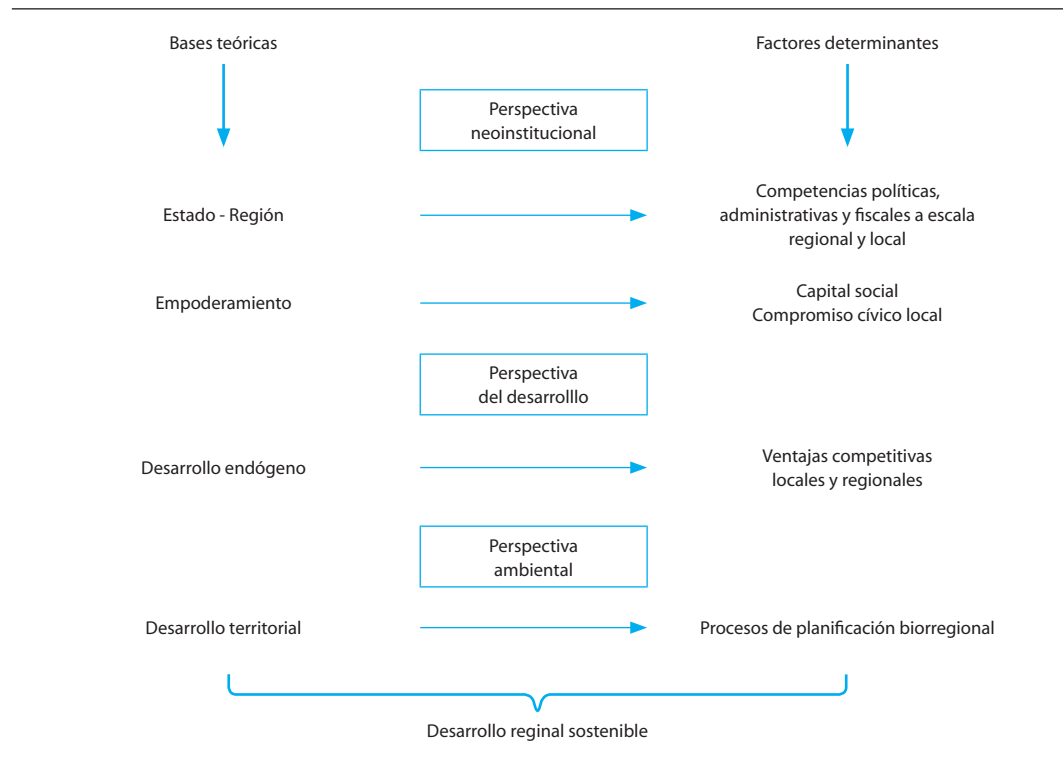 Bases teóricas
Factores determinantes
Perspectiva
neoinstitucional
Estado - Región
Competencias políticas,
administrativas y fiscales a escala
regional y local
Empoderamiento
Capital social
Compromiso cívico local
Perspectiva
del desarrolllo
Desarrollo endógeno
Ventajas competitivas
locales y regionales
Perspectiva
ambiental
Desarrollo territorial
Procesos de planificación biorregional
Desarrollo reginal sostenible